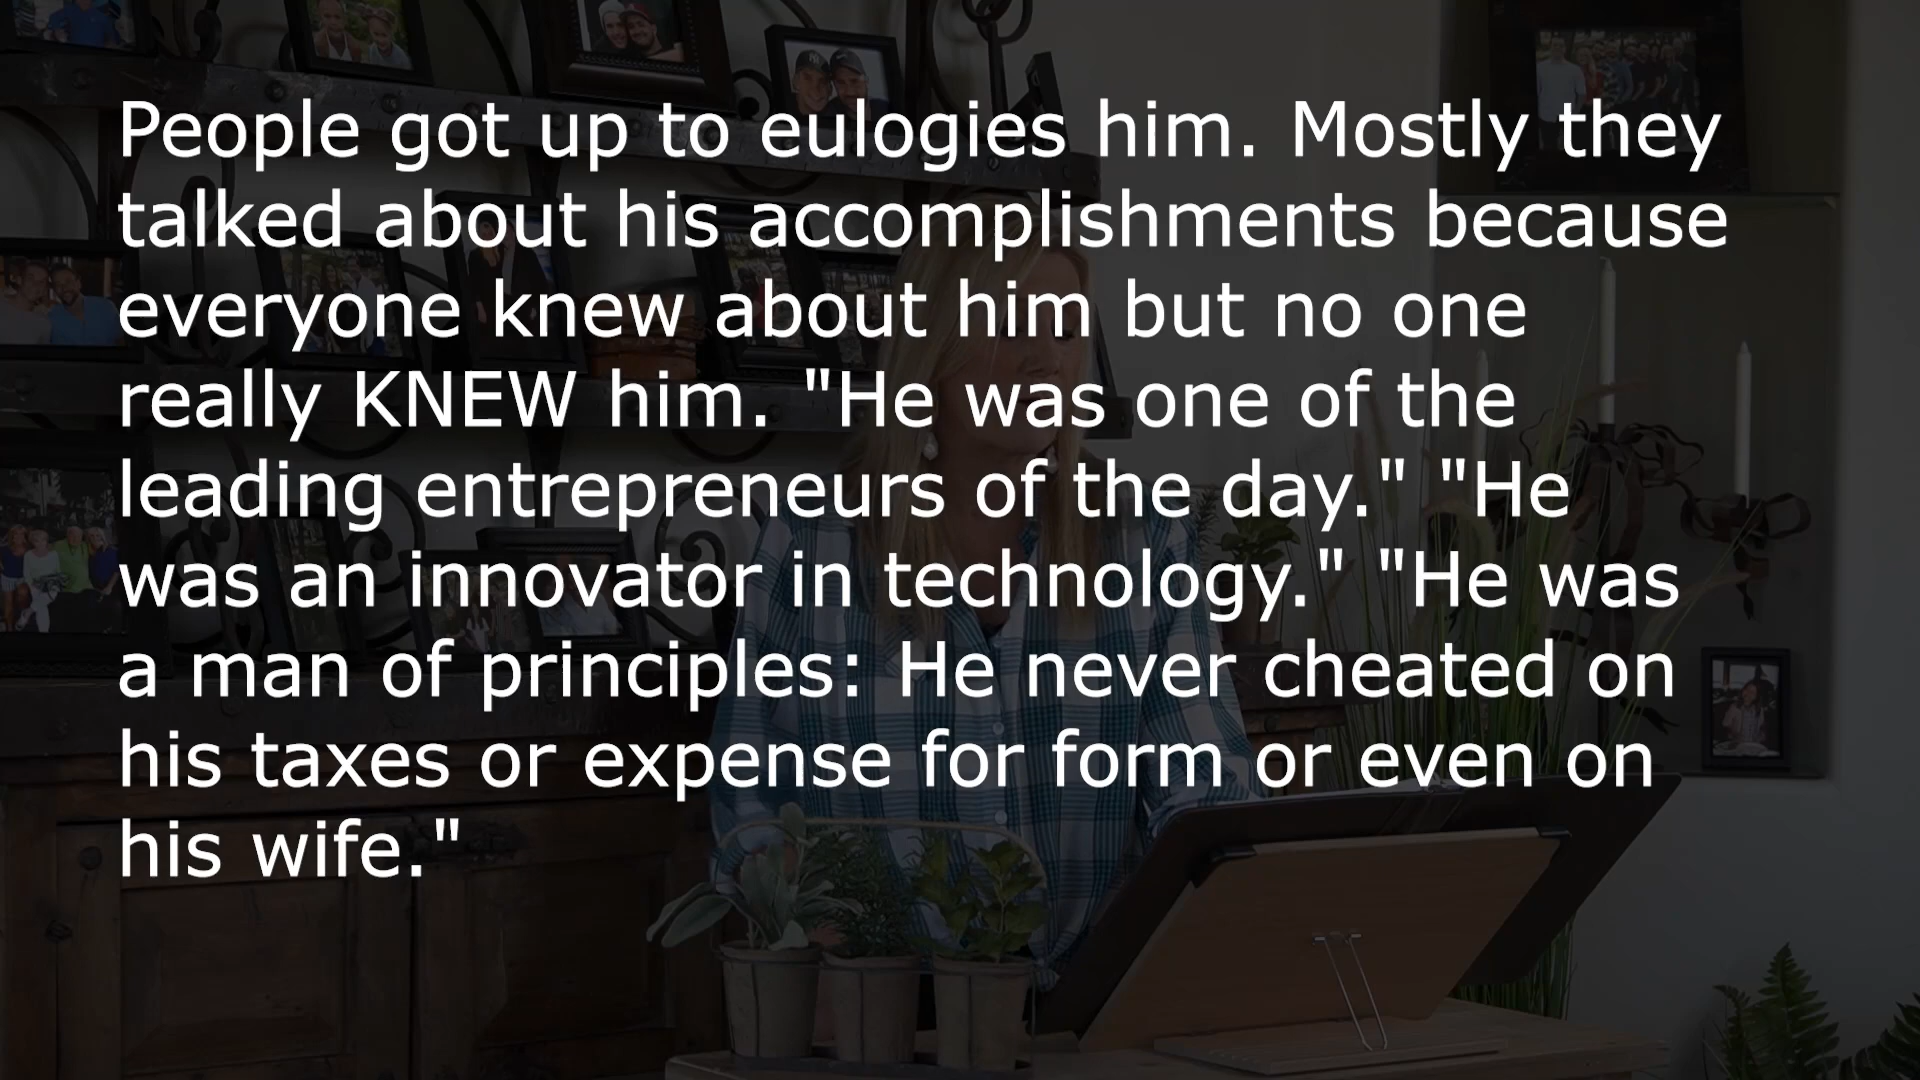 People got up to eulogies him. Mostly they
talked about his accomplishments because
everyone knew about him but no one
really KNEW him. "He was one of the
leading entrepreneurs of the day." "He
was an innovator in technology." "He was
a man of principles: He never cheated on
his taxes or expense for form or even on
his wife."